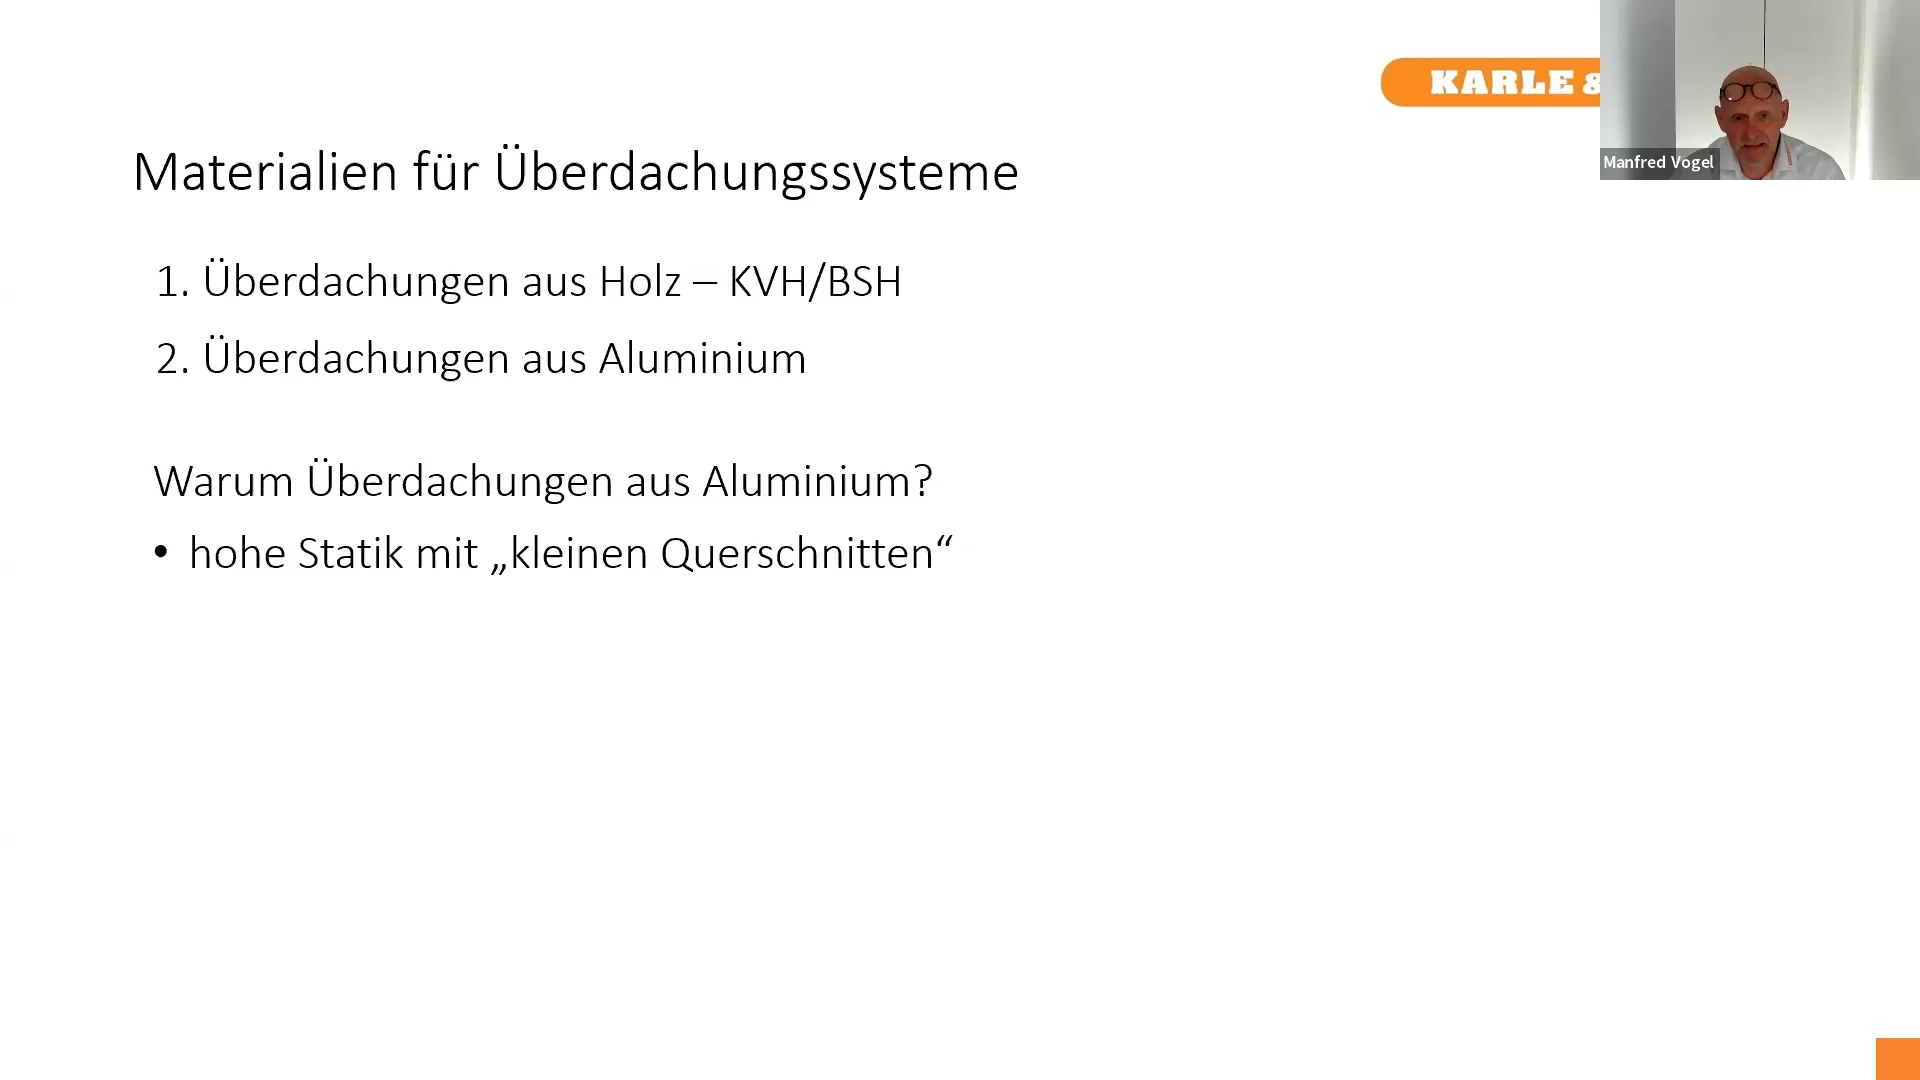 KARLE &
Manfred Vogel
Materialien für Überdachungssysteme
1. Überdachungen aus Holz – KVH/BSH
2. Überdachungen aus Aluminium
Warum Überdachungen aus Aluminium?
• hohe Statik mit „kleinen Querschnitten“